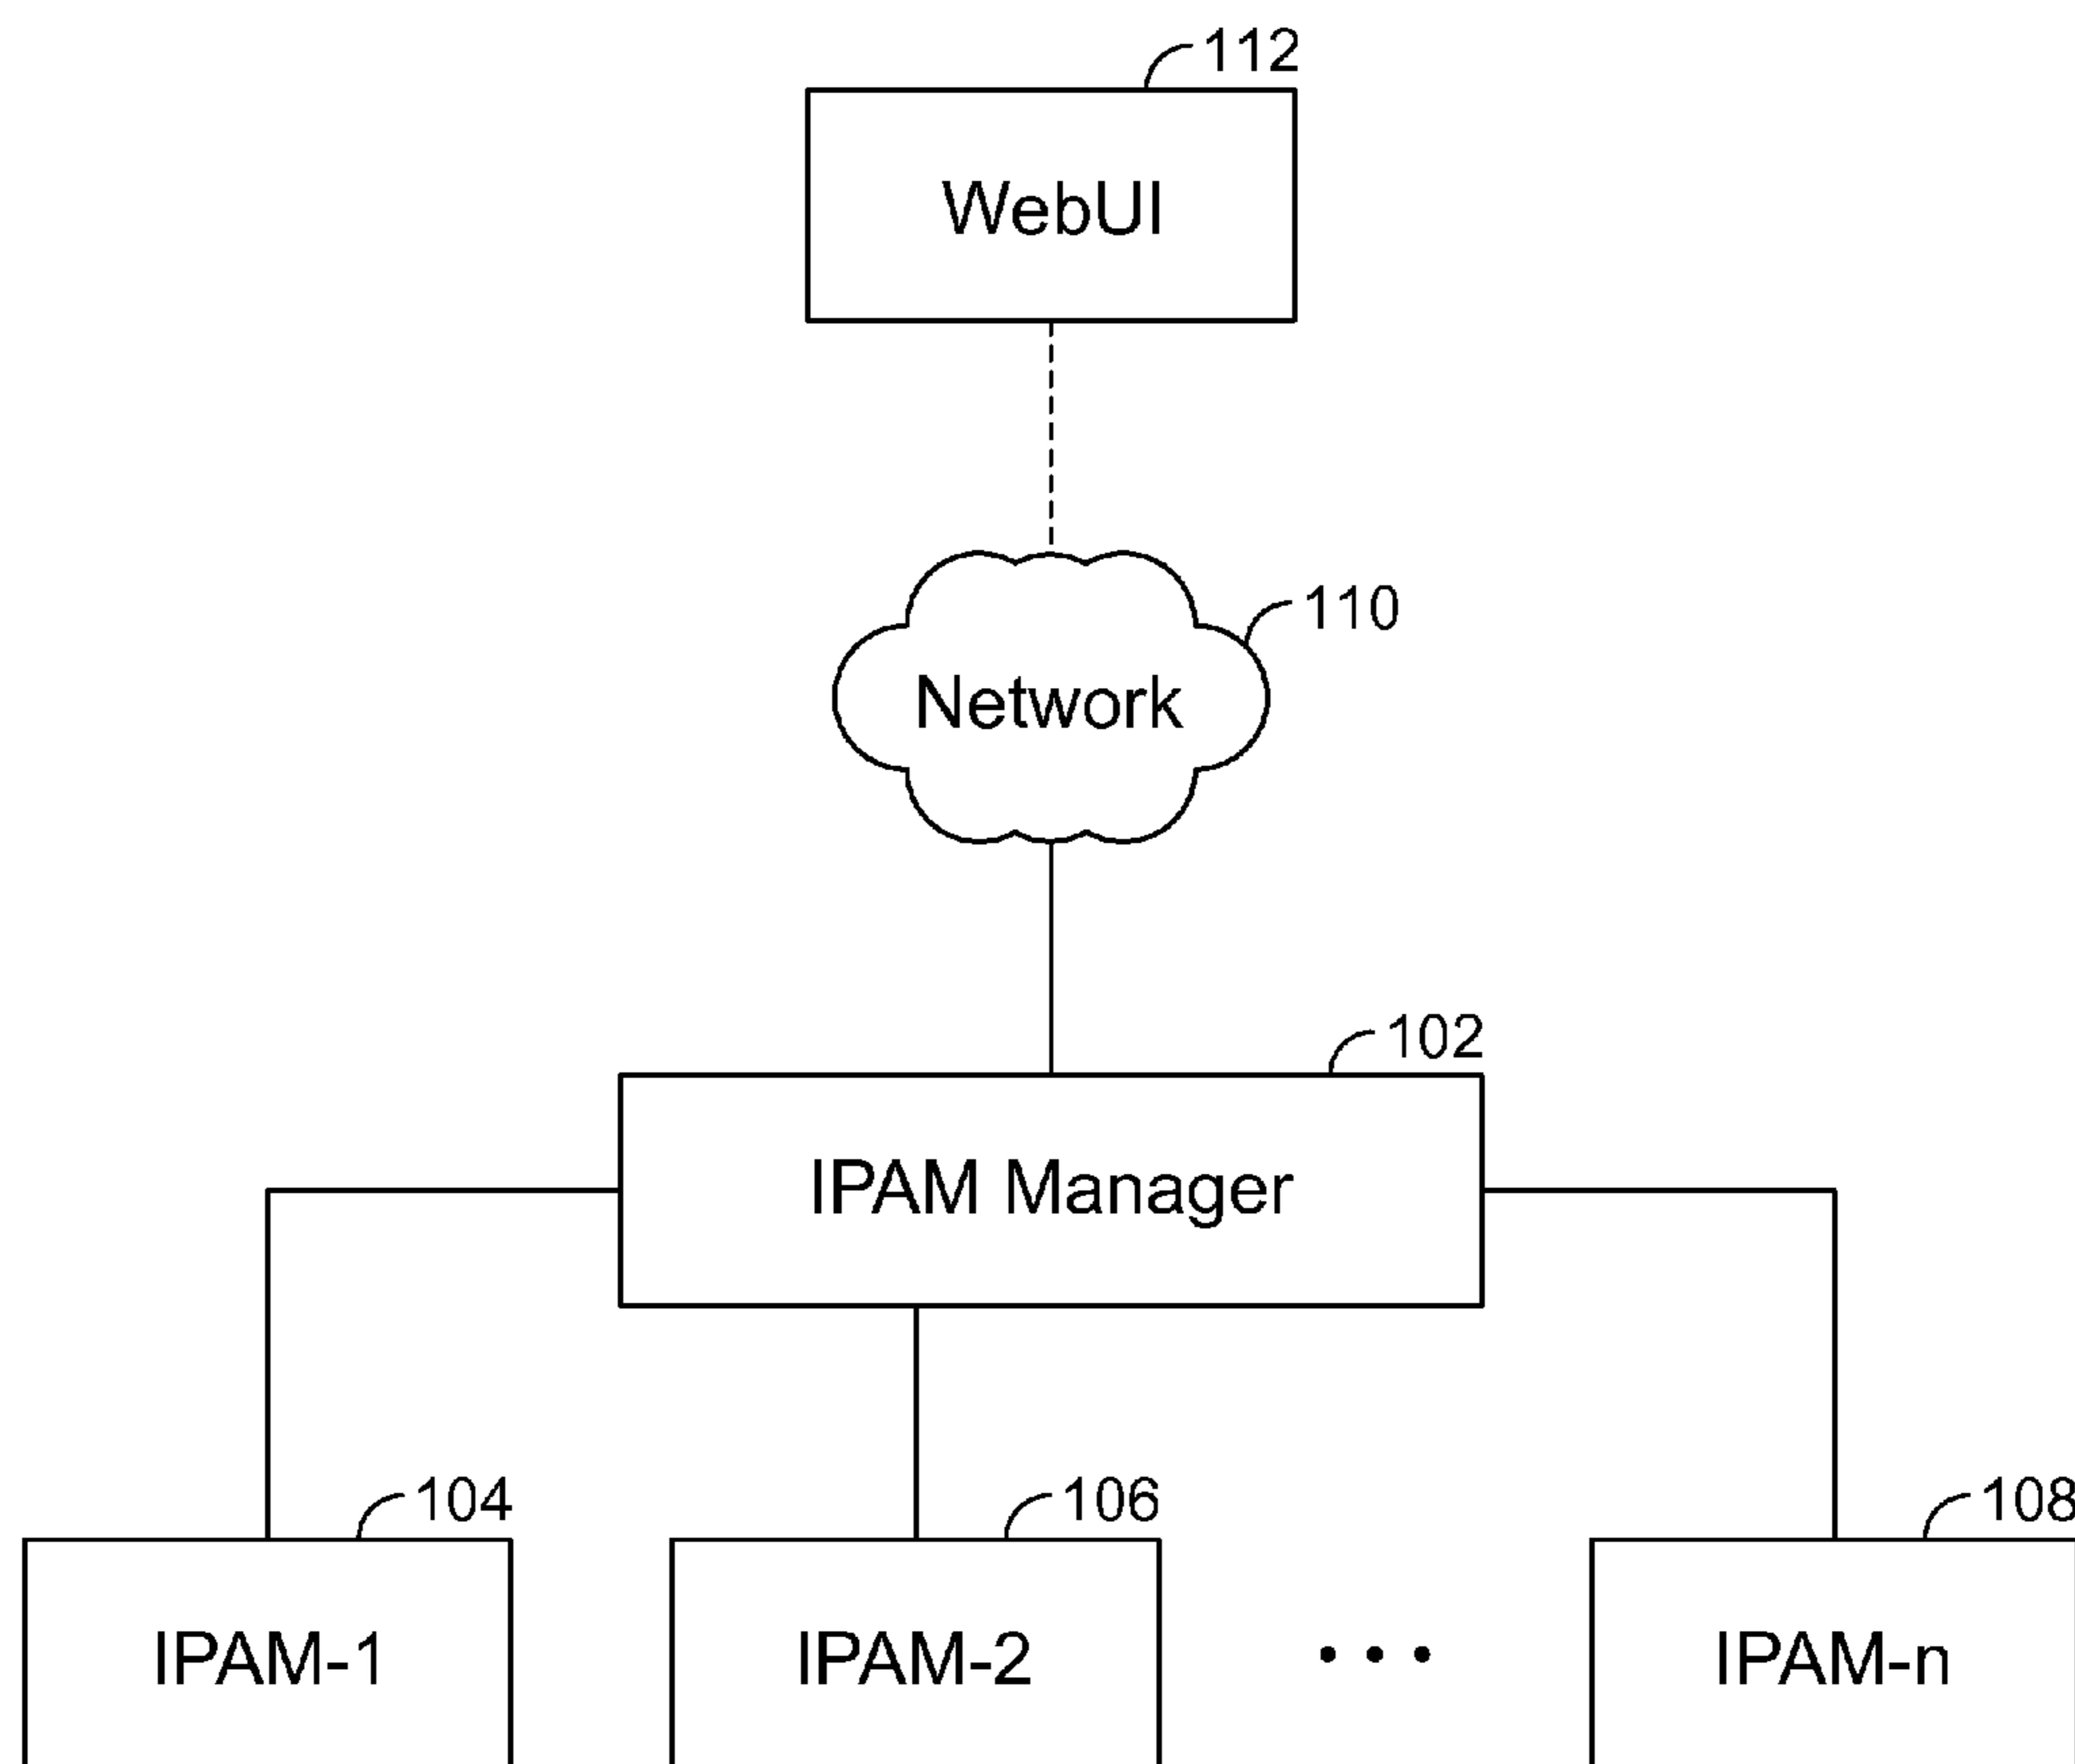 112
WebUI
110
Network
102
IPAM Manager
104
106
108
IPAM-1
IPAM-2
• • •
IPAM-n